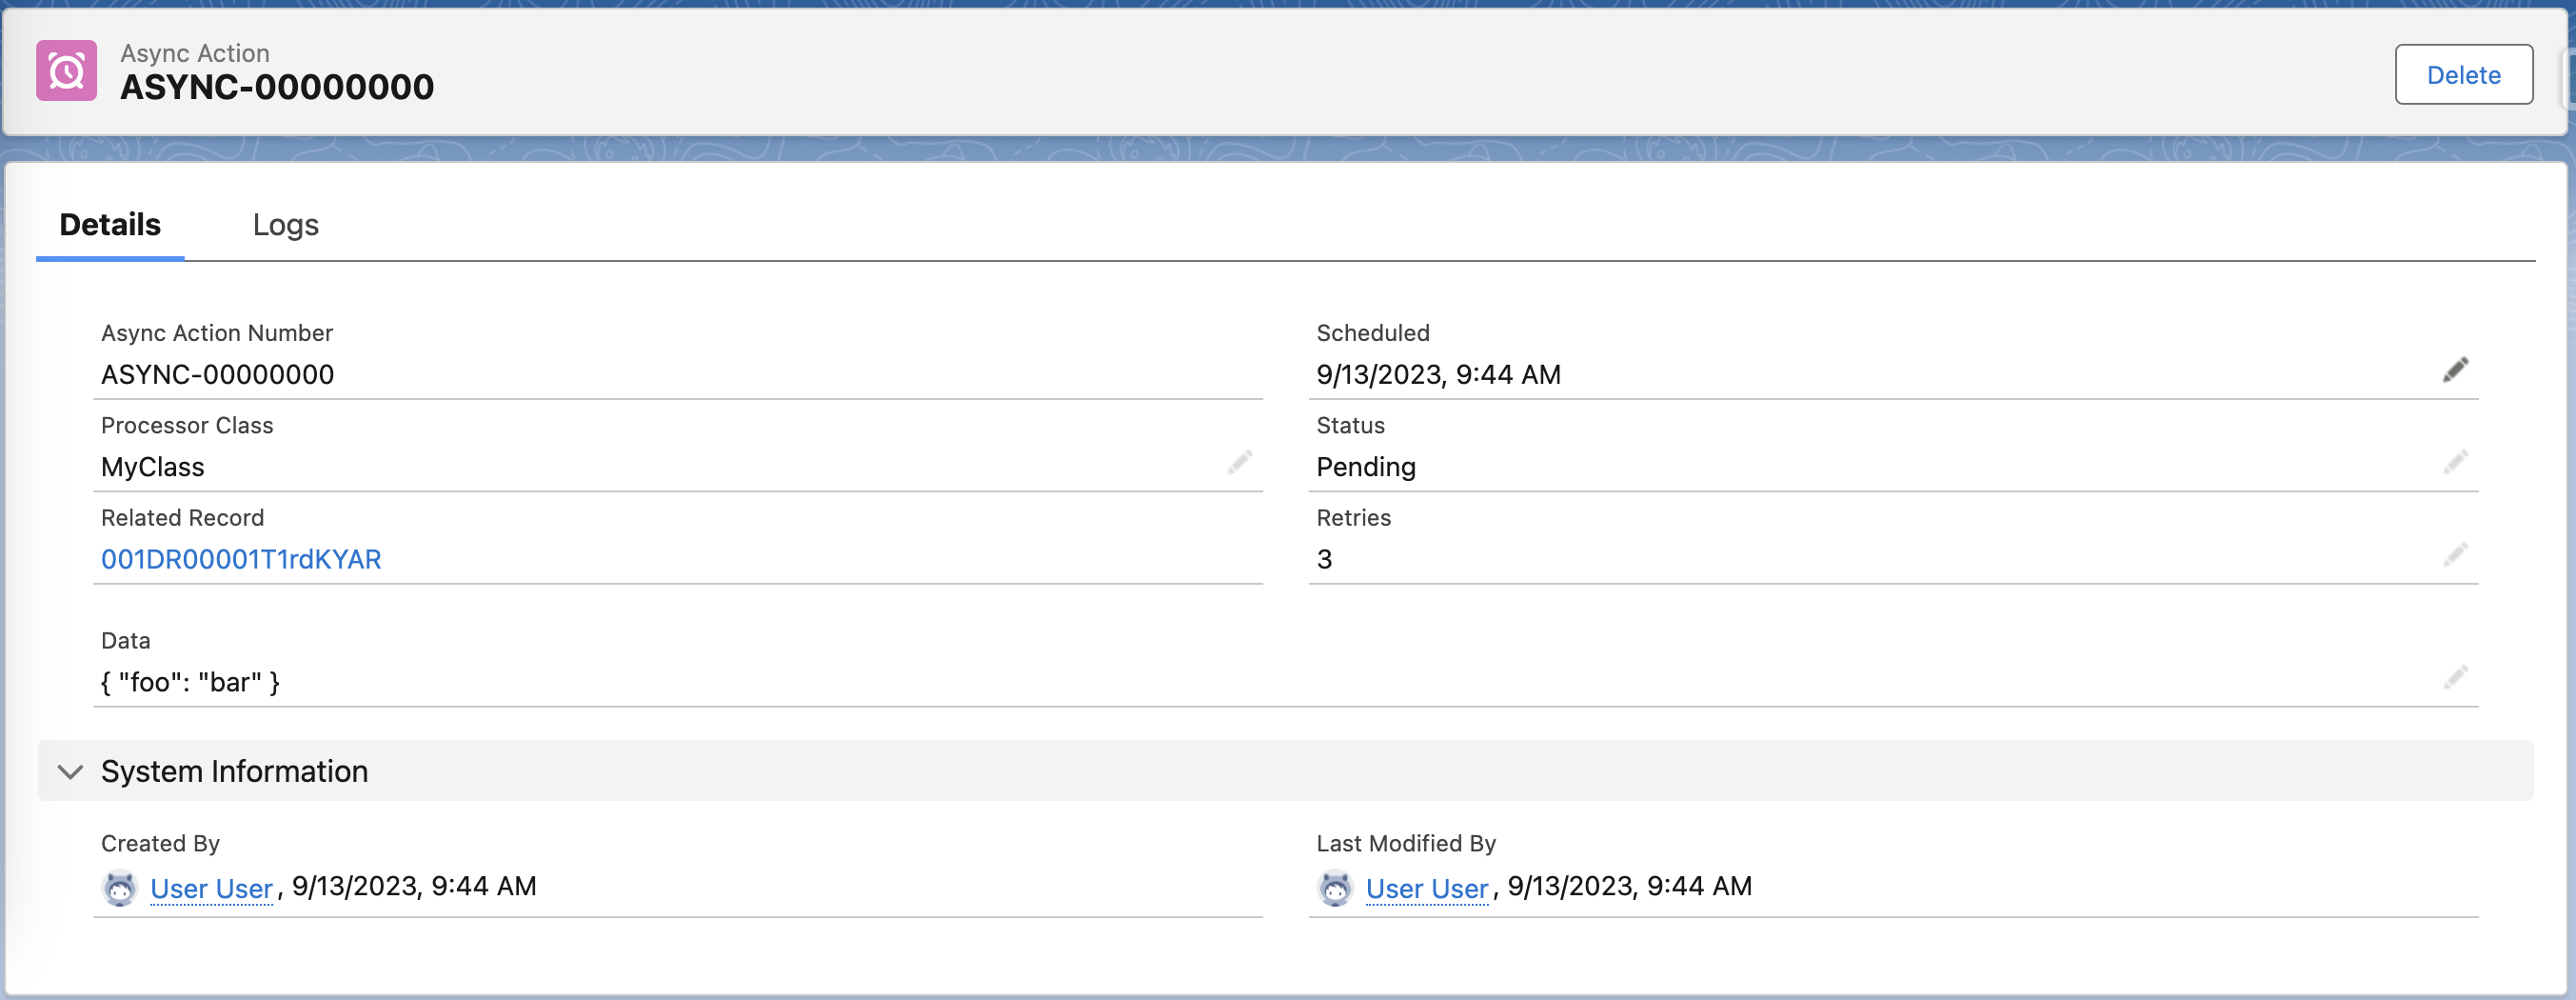 Async Action
ASYNC-00000000
Delete
Details
Logs
Async Action Number
ASYNC-00000000
Scheduled
9/13/2023, 9:44 AM
Processor Class
MyClass
Status
Pending
Related Record
001DR00001T1rdKYAR
Retries
3
Data
{ "foo": "bar" }
System Information
Created By
User User, 9/13/2023, 9:44 AM
Last Modified By
User User, 9/13/2023, 9:44 AM